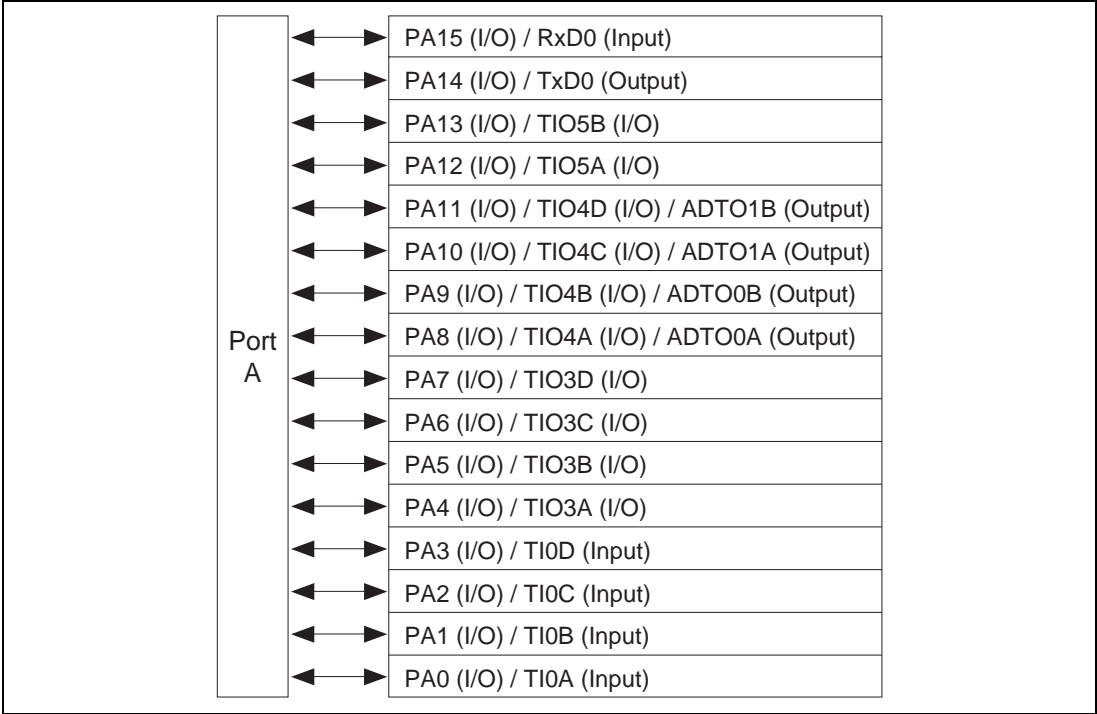 PA15 (I/O) / RxD0 (Input)
PA14 (I/O) / TxD0 (Output)
PA13 (I/O) / TIO5B (I/O)
PA12 (I/O) / TIO5A (I/O)
PA11 (I/O) / TIO4D (I/O) / ADTO1B (Output)
PA10 (I/O) / TIO4C (I/O) / ADTO1A (Output)
PA9 (I/O) / TIO4B (I/O) / ADTO0B (Output)
PA8 (I/O) / TIO4A (I/O) / ADTO0A (Output)
Port
A
PA7 (I/O) / TIO3D (I/O)
PA6 (I/O) / TIO3C (I/O)
PA5 (I/O) / TIO3B (I/O)
PA4 (I/O) / TIO3A (I/O)
PA3 (I/O) / TI0D (Input)
PA2 (I/O) / TI0C (Input)
PA1 (I/O) / TI0B (Input)
PA0 (I/O) / TI0A (Input)